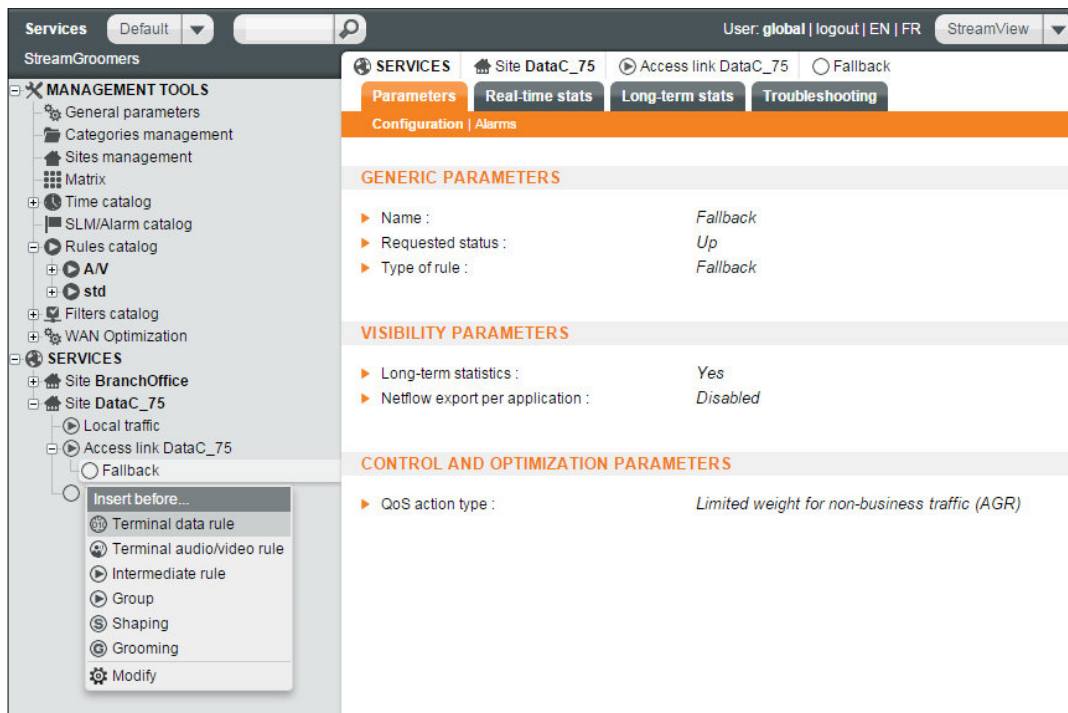 Services Default User: global | logout | EN | FR StreamView
StreamGroomers
MANAGEMENT TOOLS
General parameters
Categories management
Sites management
Matrix
Time catalog
SLM/Alarm catalog
Rules catalog
A/V
std
Filters catalog
WAN Optimization
SERVICES
Site BranchOffice
Site DataC_75
Local traffic
Access link DataC_75
Fallback
Insert before...
Terminal data rule
Terminal audio/video rule
Intermediate rule
Group
Shaping
Grooming
Modify
SERVICES Site DataC_75 Access link DataC_75 Fallback
Parameters Real-time stats Long-term stats Troubleshooting
Configuration | Alarms
GENERIC PARAMETERS
Name : Fallback
Requested status : Up
Type of rule : Fallback
VISIBILITY PARAMETERS
Long-term statistics : Yes
Netflow export per application : Disabled
CONTROL AND OPTIMIZATION PARAMETERS
QoS action type : Limited weight for non-business traffic (AGR)